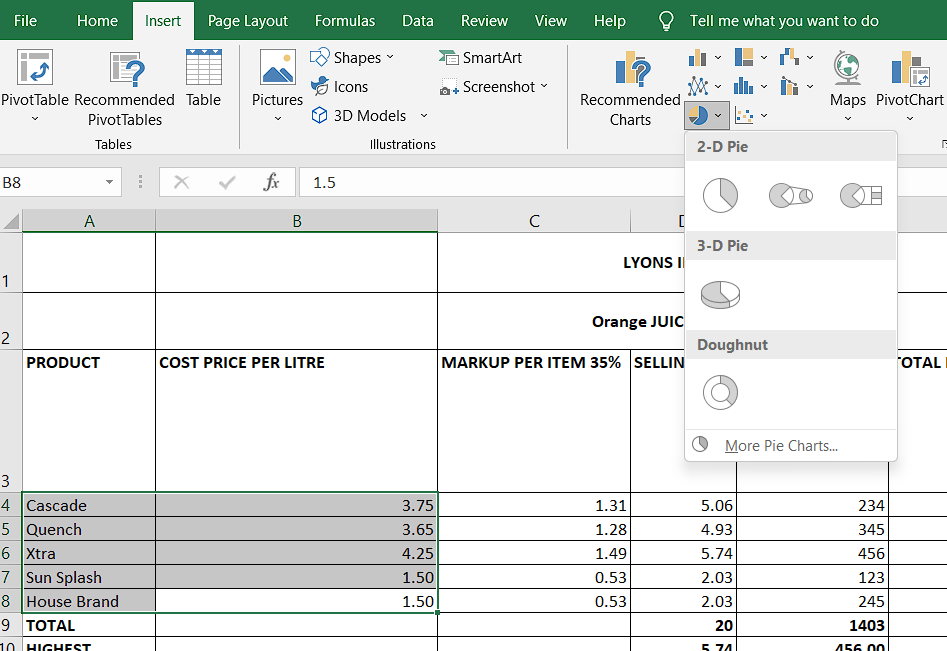 File Home Insert Page Layout Formulas Data Review View Help Tell me what you want to do
PivotTable
Recommended PivotTables
Table
Tables
Pictures
Shapes
Icons
3D Models
SmartArt
Screenshot
Illustrations
Recommended Charts
Maps
PivotChart
B8 fx 1.5
2-D Pie
3-D Pie
Doughnut
More Pie Charts...
A B C
1 LYONS
2 Orange JUIC
3 PRODUCT COST PRICE PER LITRE MARKUP PER ITEM 35% SELLIN OTAL
4 Cascade 3.75 1.31 5.06 234
5 Quench 3.65 1.28 4.93 345
6 Xtra 4.25 1.49 5.74 456
7 Sun Splash 1.50 0.53 2.03 123
8 House Brand 1.50 0.53 2.03 245
9 TOTAL 20 1403
10 HIGHEST 5.74 456.00